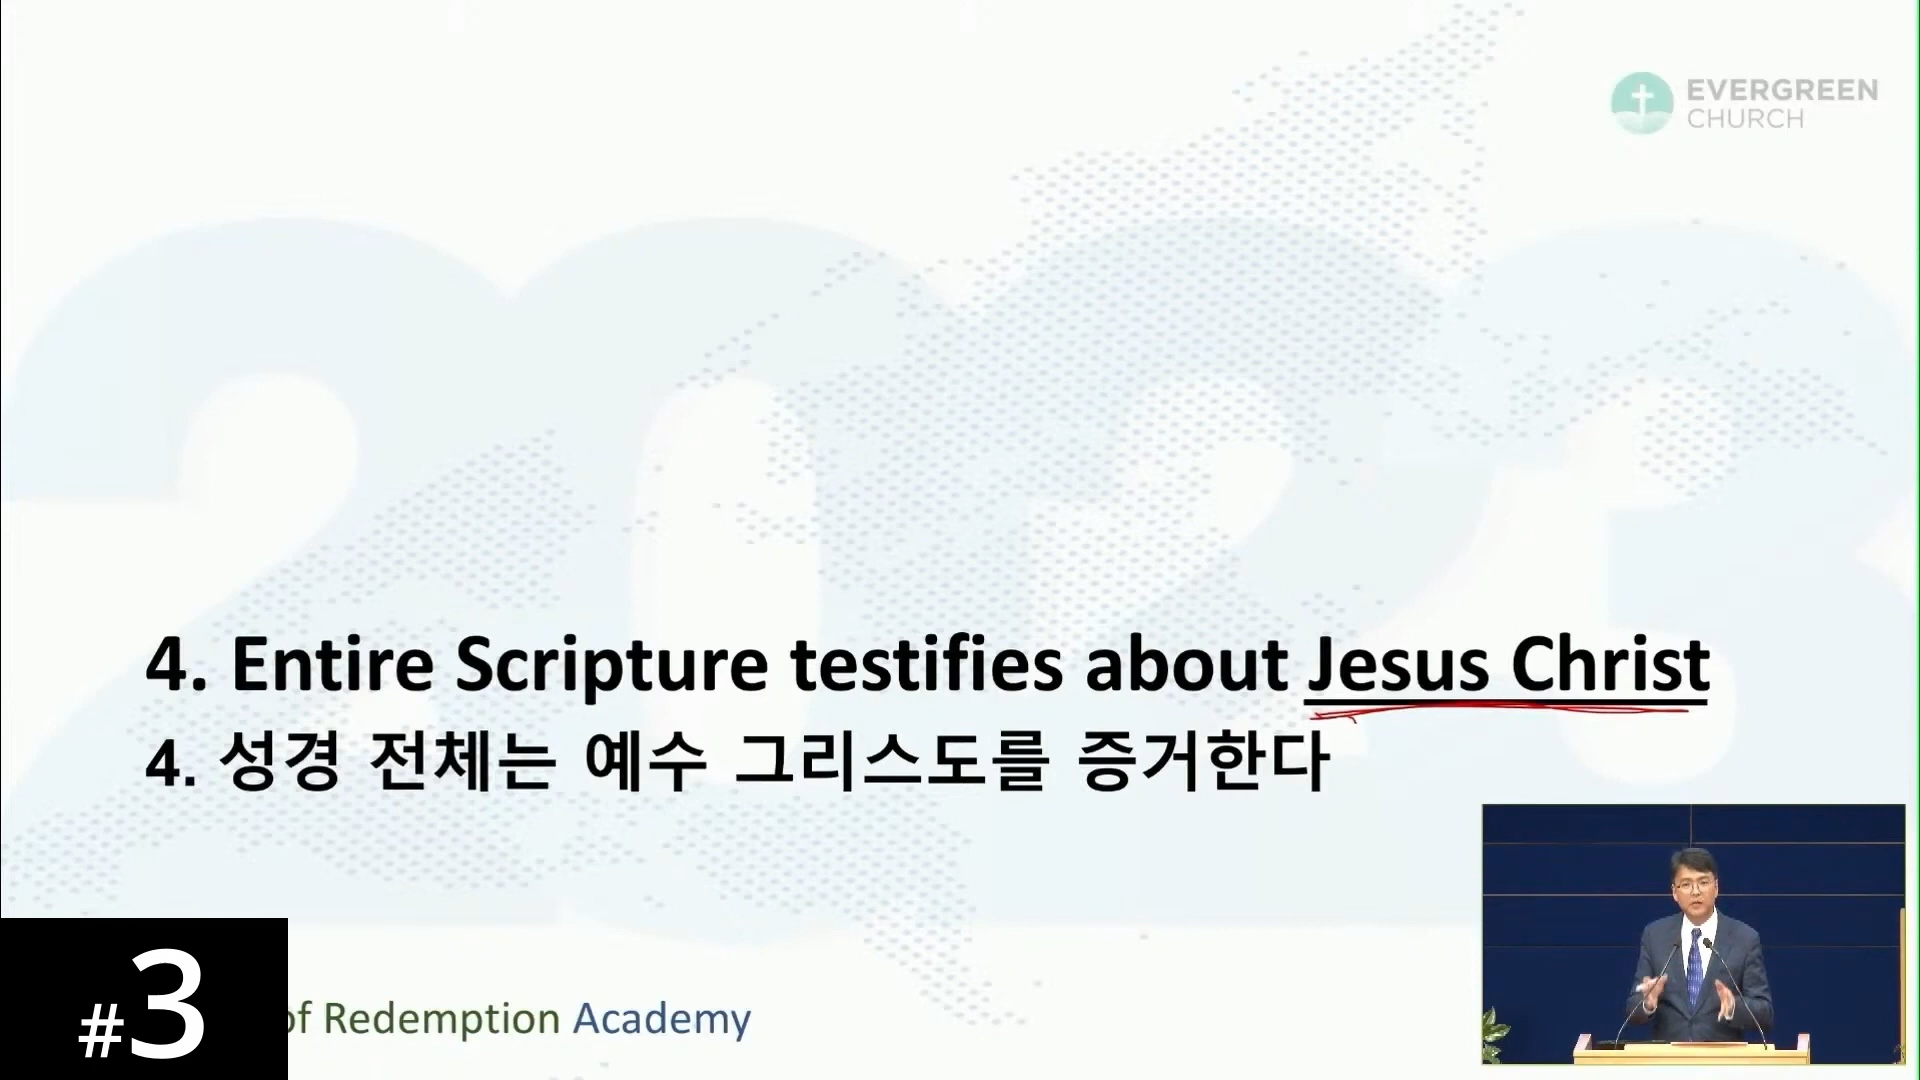 EVERGREEN
CHURCH
4. Entire Scripture testifies about Jesus Christ
4. 성경 전체는 예수 그리스도를 증거한다
#3
of Redemption Academy